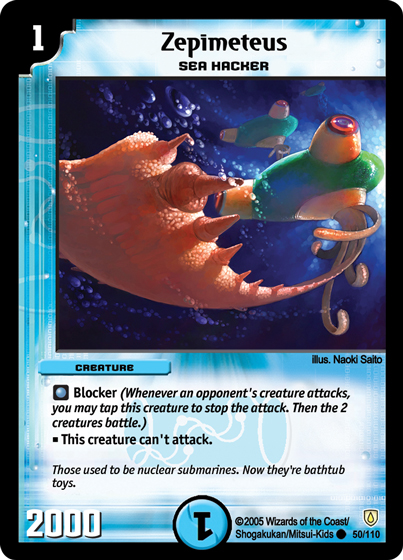 1
Zepimeteus
SEA HACKER
illus. Naoki Saito
CREATURE
Blocker (Whenever an opponent's creature attacks,
you may tap this creature to stop the attack. Then the 2
creatures battle.)
▪ This creature can't attack.
Those used to be nuclear submarines. Now they're bathtub
toys.
2000
1
©2005 Wizards of the Coast/
Shogakukan/Mitsui-Kids ● 50/110